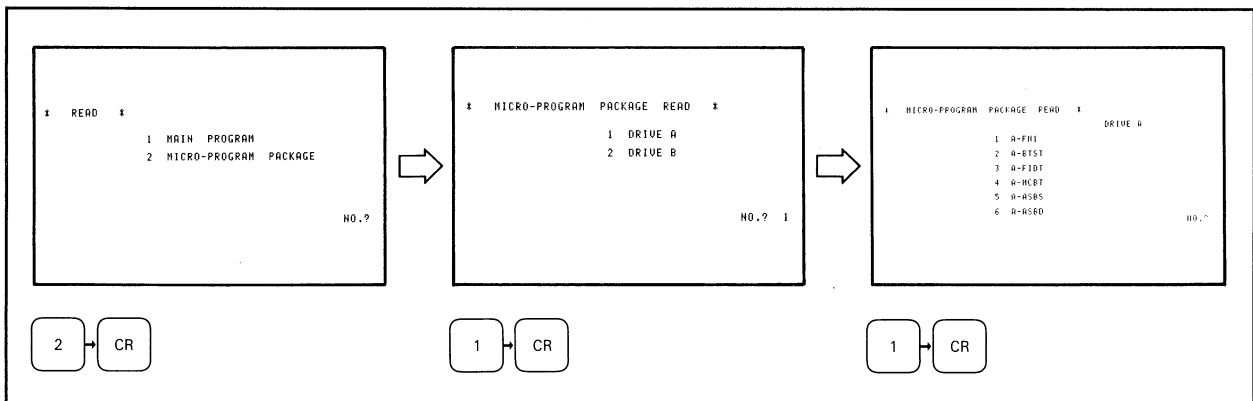 * READ *
1 MAIN PROGRAM
2 MICRO-PROGRAM PACKAGE
NO.?
2 → CR
* MICRO-PROGRAM PACKAGE READ *
1 DRIVE A
2 DRIVE B
NO.? 1
1 → CR
* MICRO-PROGRAM PACKAGE READ *
DRIVE A
1 A-FNI
2 A-BTST
3 A-FIDT
4 A-MCBT
5 A-ASBS
6 A-ASBD
NO.?
1 → CR